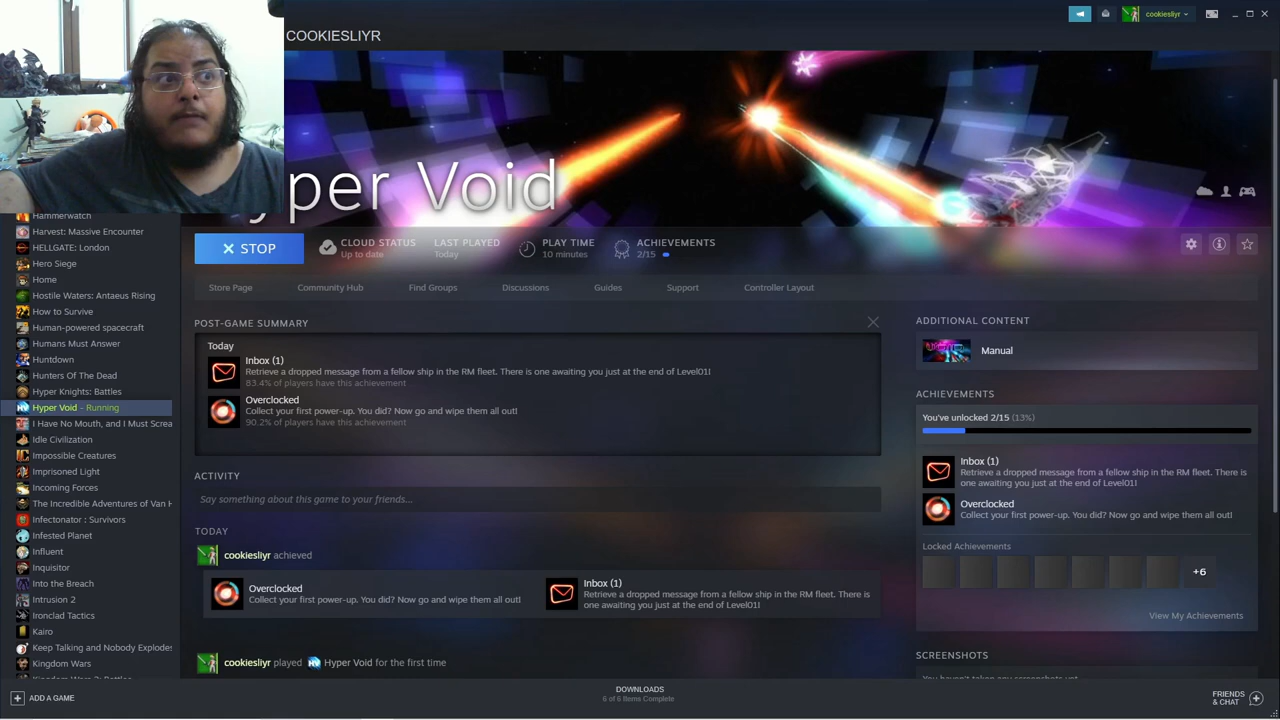 COOKIESLIYR
cookiesliyr
yper Void
STOP
CLOUD STATUS
Up to date
LAST PLAYED
Today
PLAY TIME
10 minutes
ACHIEVEMENTS
2/15
Store Page
Community Hub
Find Groups
Discussions
Guides
Support
Controller Layout
Hammerwatch
Harvest: Massive Encounter
HELLGATE: London
Hero Siege
Home
Hostile Waters: Antaeus Rising
How to Survive
Human-powered spacecraft
Humans Must Answer
Huntdown
Hunters Of The Dead
Hyper Knights: Battles
Hyper Void - Running
I Have No Mouth, and I Must Screa
Idle Civilization
Impossible Creatures
Imprisoned Light
Incoming Forces
The Incredible Adventures of Van H
Infectonator : Survivors
Infested Planet
Influent
Inquisitor
Into the Breach
Intrusion 2
Ironclad Tactics
Kairo
Keep Talking and Nobody Explodes
Kingdom Wars
POST-GAME SUMMARY
Today
Inbox (1)
Retrieve a dropped message from a fellow ship in the RM fleet. There is one awaiting you just at the end of Level01!
83.4% of players have this achievement
Overclocked
Collect your first power-up. You did? Now go and wipe them all out!
90.2% of players have this achievement
ACTIVITY
Say something about this game to your friends...
TODAY
cookiesliyr achieved
Overclocked
Collect your first power-up. You did? Now go and wipe them all out!
Inbox (1)
Retrieve a dropped message from a fellow ship in the RM fleet. There is
one awaiting you just at the end of Level01!
cookiesliyr played Hyper Void for the first time
ADDITIONAL CONTENT
Manual
ACHIEVEMENTS
You've unlocked 2/15 (13%)
Inbox (1)
Retrieve a dropped message from a fellow ship in the RM fleet. There is
one awaiting you just at the end of Level01!
Overclocked
Collect your first power-up. You did? Now go and wipe them all out!
Locked Achievements
+6
View My Achievements
SCREENSHOTS
ADD A GAME
DOWNLOADS
6 of 6 Items Complete
FRIENDS
& CHAT